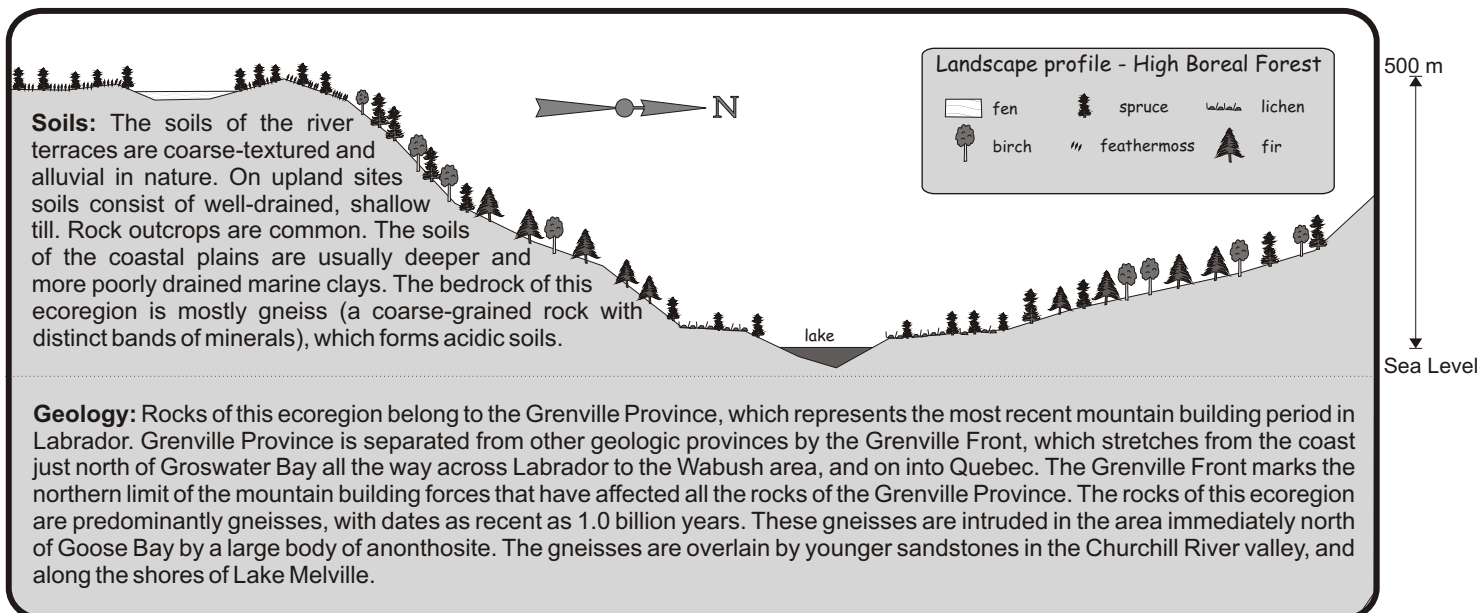 Landscape profile - High Boreal Forest
fen
spruce
lichen
birch
feathermoss
fir
N
500 m
Sea Level
lake
Soils: The soils of the river
terraces are coarse-textured and
alluvial in nature. On upland sites
soils consist of well-drained, shallow
till. Rock outcrops are common. The soils
of the coastal plains are usually deeper and
more poorly drained marine clays. The bedrock of this
ecoregion is mostly gneiss (a coarse-grained rock with
distinct bands of minerals), which forms acidic soils.
Geology: Rocks of this ecoregion belong to the Grenville Province, which represents the most recent mountain building period in
Labrador. Grenville Province is separated from other geologic provinces by the Grenville Front, which stretches from the coast
just north of Groswater Bay all the way across Labrador to the Wabush area, and on into Quebec. The Grenville Front marks the
northern limit of the mountain building forces that have affected all the rocks of the Grenville Province. The rocks of this ecoregion
are predominantly gneisses, with dates as recent as 1.0 billion years. These gneisses are intruded in the area immediately north
of Goose Bay by a large body of anonthosite. The gneisses are overlain by younger sandstones in the Churchill River valley, and
along the shores of Lake Melville.